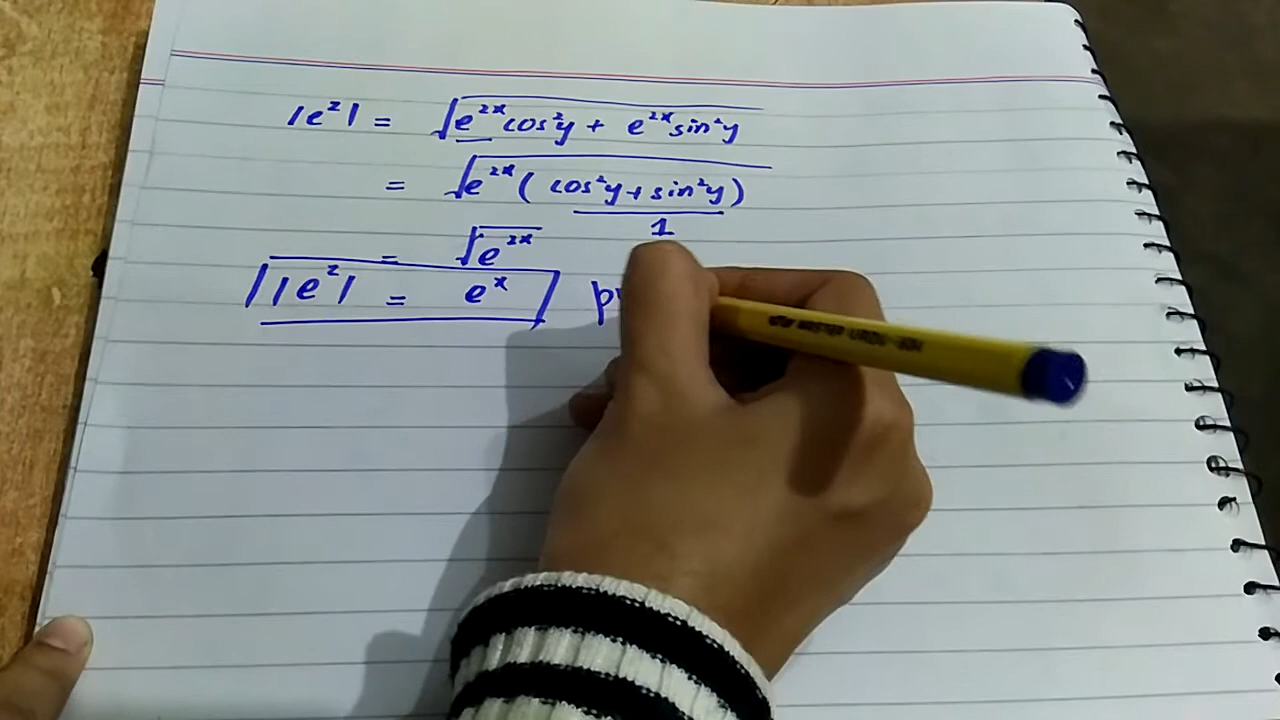 |e^z| = √(e^2x cos²y + e^2x sin²y)
= √(e^2x (cos²y + sin²y))
1
= √(e^2x)
|e^z| = e^x